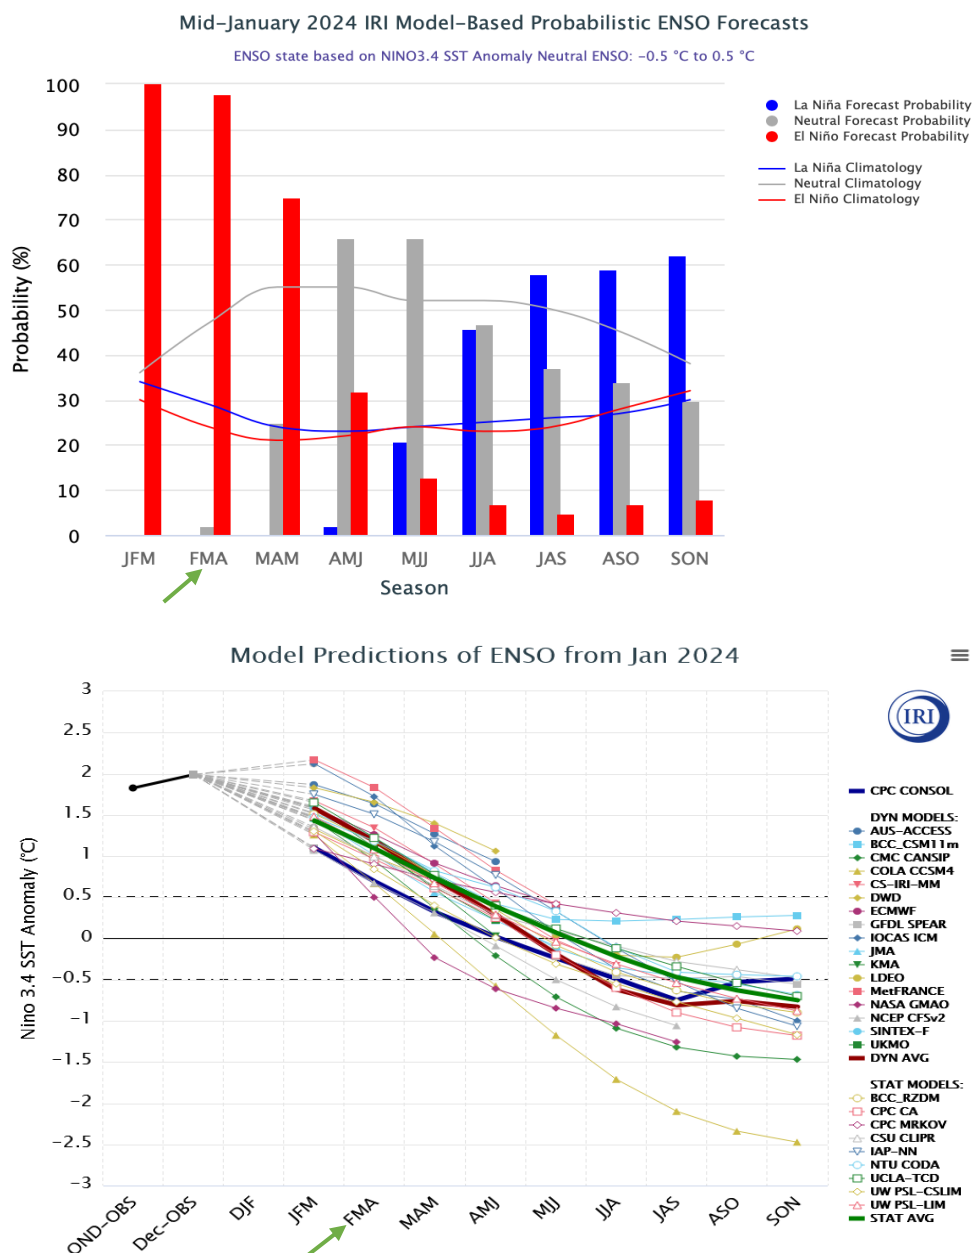 Mid-January 2024 IRI Model-Based Probabilistic ENSO Forecasts
ENSO state based on NINO3.4 SST Anomaly Neutral ENSO: -0.5 °C to 0.5 °C
100
90
80
70
60
50
40
30
20
10
0
Probability (%)
JFM FMA MAM AMJ MJJ JJA JAS ASO SON
Season
La Niña Forecast Probability
Neutral Forecast Probability
El Niño Forecast Probability
La Niña Climatology
Neutral Climatology
El Niño Climatology
Model Predictions of ENSO from Jan 2024
IRI
3
2.5
2
1.5
1
0.5
0
-0.5
-1
-1.5
-2
-2.5
-3
Nino 3.4 SST Anomaly (°C)
OND-OBS Dec-OBS DJF JFM FMA MAM AMJ MJJ JJA JAS ASO SON
CPC CONSOL
DYN MODELS:
AUS-ACCESS
BCC_CSM11m
CMC CANSIP
COLA CCSM4
CS-IRI-MM
DWD
ECMWF
GFDL SPEAR
IOCAS ICM
JMA
KMA
LDEO
MetFRANCE
NASA GMAO
NCEP CFSv2
SINTEX-F
UKMO
DYN AVG
STAT MODELS:
BCC_RZDM
CPC CA
CPC MRKOV
CSU CLIPR
IAP-NN
NTU CODA
UCLA-TCD
UW PSL-CSLIM
UW PSL-LIM
STAT AVG